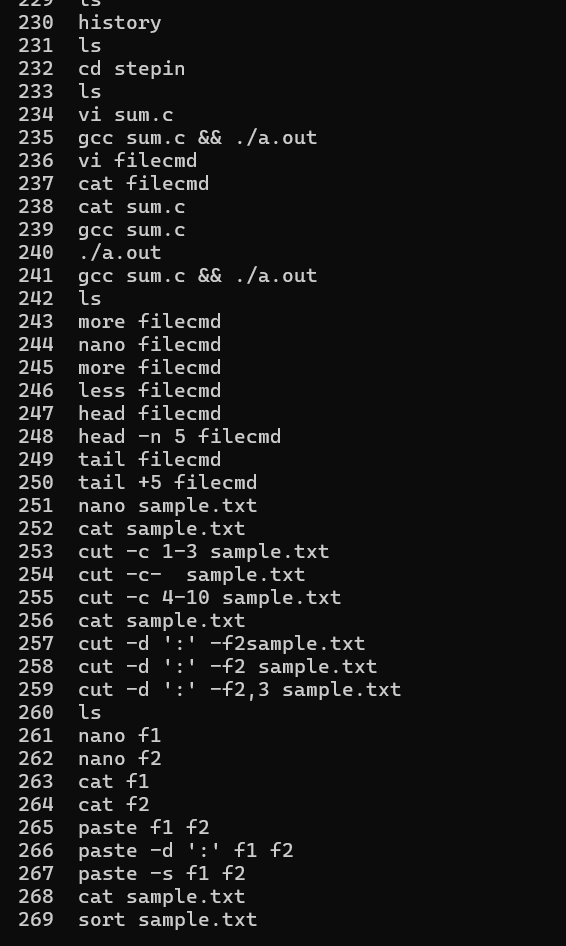 229  ls
230  history
231  ls
232  cd stepin
233  ls
234  vi sum.c
235  gcc sum.c && ./a.out
236  vi filecmd
237  cat filecmd
238  cat sum.c
239  gcc sum.c
240  ./a.out
241  gcc sum.c && ./a.out
242  ls
243  more filecmd
244  nano filecmd
245  more filecmd
246  less filecmd
247  head filecmd
248  head -n 5 filecmd
249  tail filecmd
250  tail +5 filecmd
251  nano sample.txt
252  cat sample.txt
253  cut -c 1-3 sample.txt
254  cut -c-  sample.txt
255  cut -c 4-10 sample.txt
256  cat sample.txt
257  cut -d ':' -f2sample.txt
258  cut -d ':' -f2 sample.txt
259  cut -d ':' -f2,3 sample.txt
260  ls
261  nano f1
262  nano f2
263  cat f1
264  cat f2
265  paste f1 f2
266  paste -d ':' f1 f2
267  paste -s f1 f2
268  cat sample.txt
269  sort sample.txt